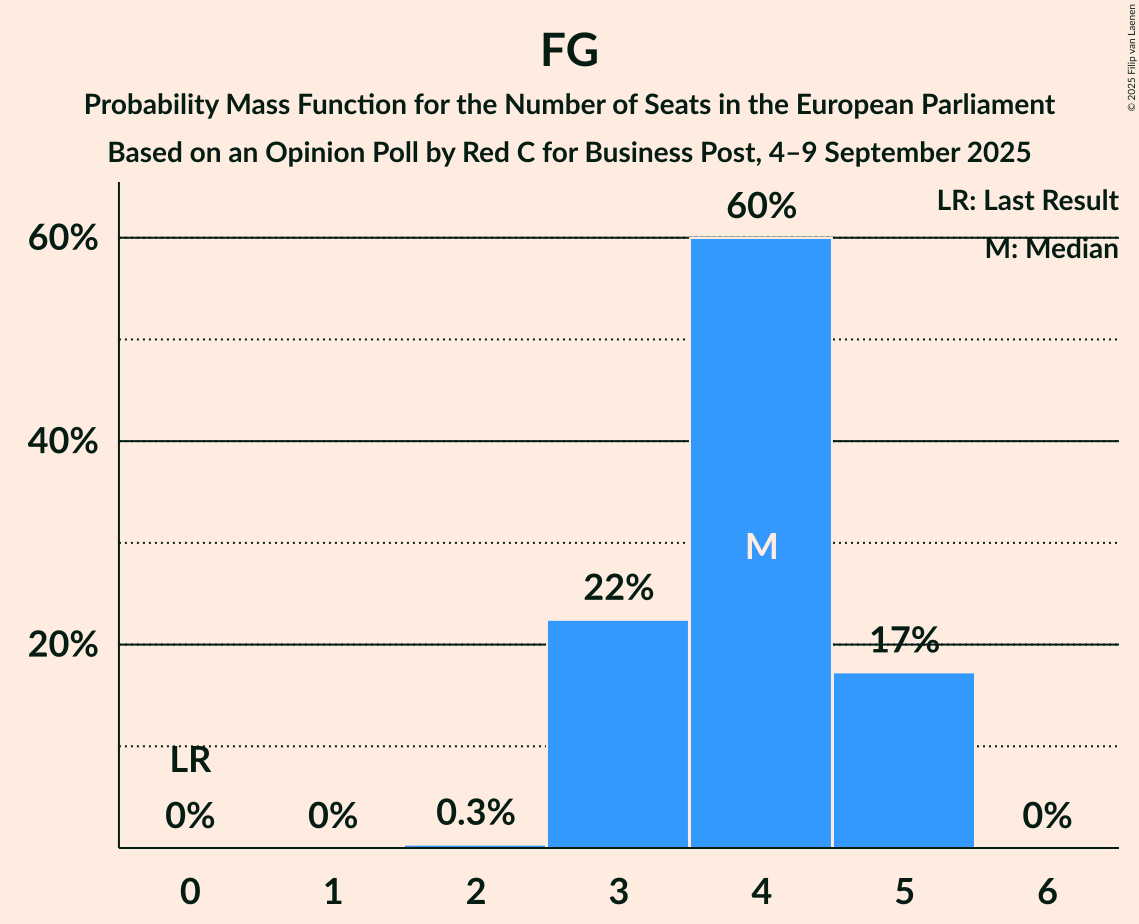 FG
Probability Mass Function for the Number of Seats in the European Parliament
Based on an Opinion Poll by Red C for Business Post, 4–9 September 2025
© 2025 Filip van Laenen
LR: Last Result
M: Median
60%
40%
20%
LR
0%
0%
0.3%
22%
60%
M
17%
0%
0
1
2
3
4
5
6